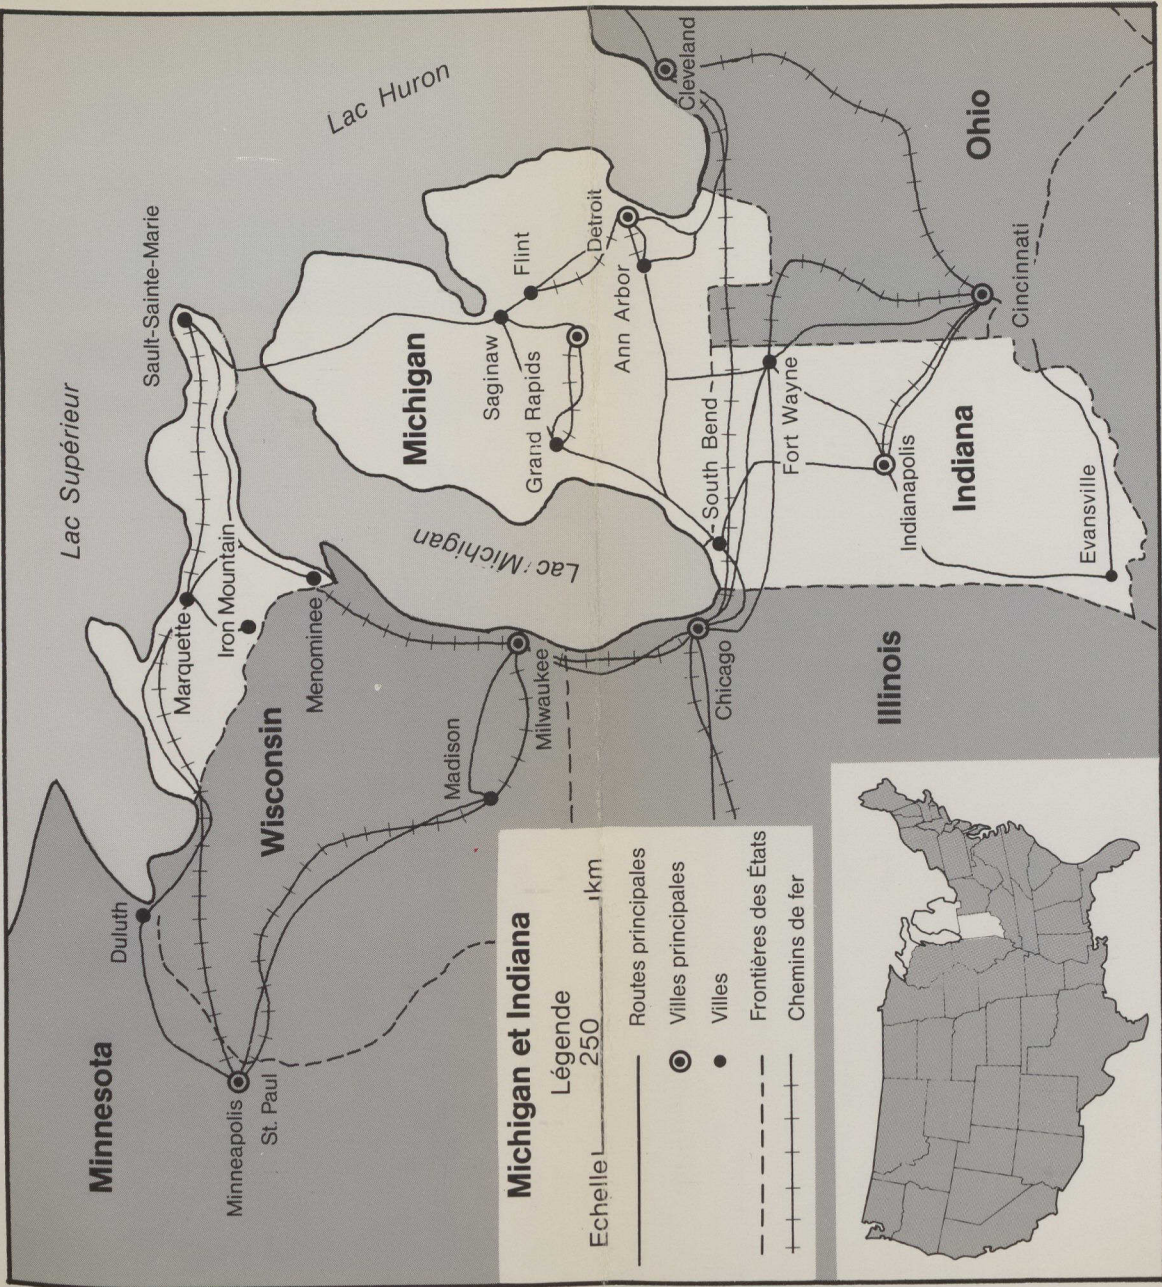 Lac Supérieur
Lac Huron
Lac Michigan
Minnesota
Wisconsin
Michigan
Illinois
Indiana
Ohio
Duluth
Minneapolis
St. Paul
Marquette
Iron Mountain
Menominee
Sault-Sainte-Marie
Madison
Milwaukee
Chicago
Saginaw
Flint
Grand Rapids
Detroit
Ann Arbor
South Bend
Fort Wayne
Indianapolis
Evansville
Cleveland
Cincinnati
Michigan et Indiana
Légende
Echelle 250 km
Routes principales
Villes principales
Villes
Frontières des États
Chemins de fer